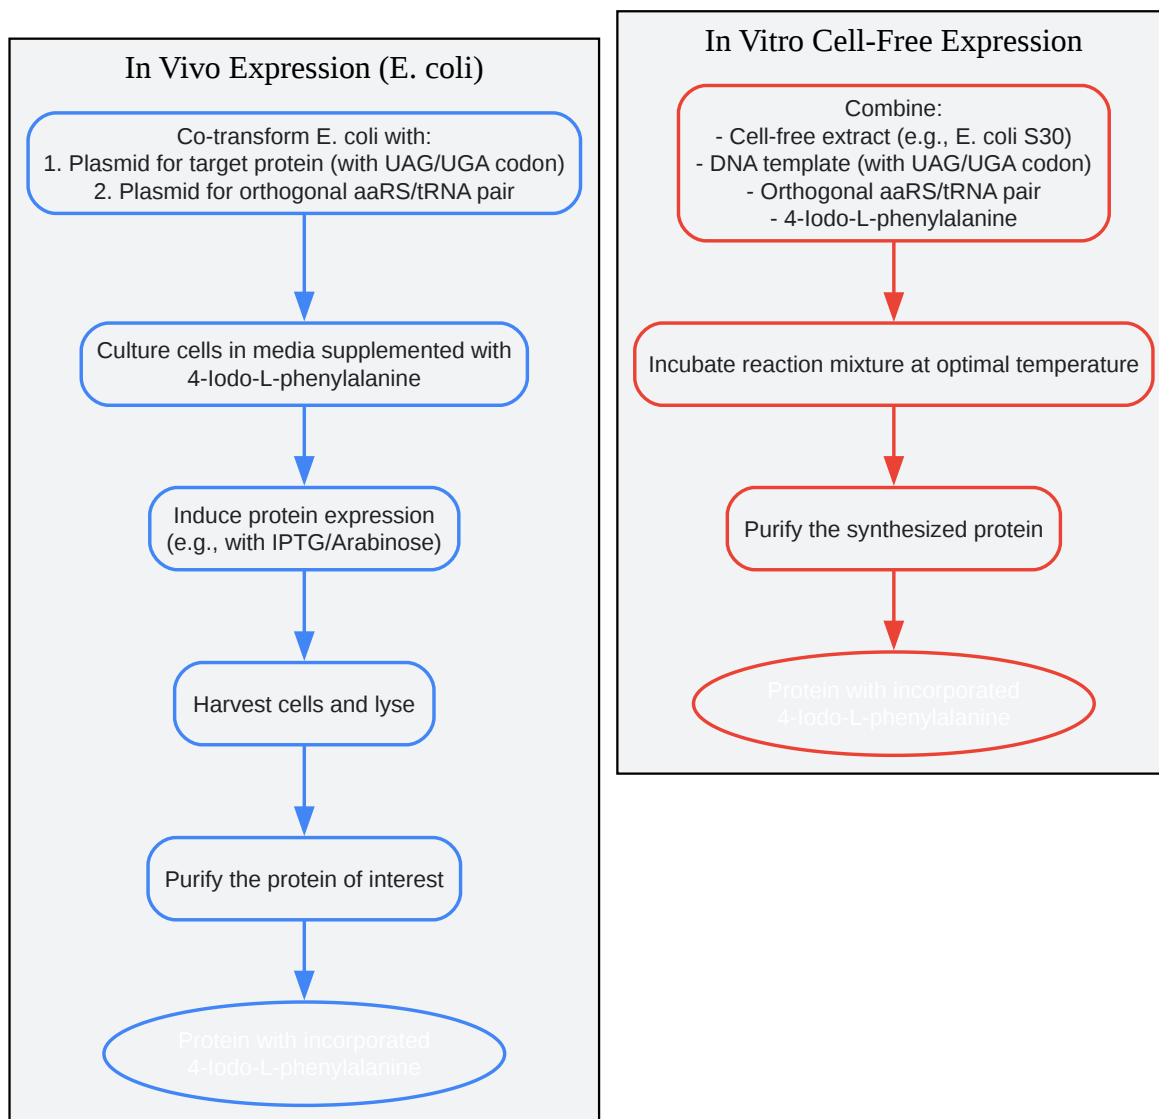 In Vivo Expression (E. coli)
Co-transform E. coli with:
1. Plasmid for target protein (with UAG/UGA codon)
2. Plasmid for orthogonal aaRS/tRNA pair
Culture cells in media supplemented with
4-Iodo-L-phenylalanine
Induce protein expression
(e.g., with IPTG/Arabinose)
Harvest cells and lyse
Purify the protein of interest
Protein with incorporated
4-Iodo-L-phenylalanine
In Vitro Cell-Free Expression
Combine:
- Cell-free extract (e.g., E. coli S30)
- DNA template (with UAG/UGA codon)
- Orthogonal aaRS/tRNA pair
- 4-Iodo-L-phenylalanine
Incubate reaction mixture at optimal temperature
Purify the synthesized protein
Protein with incorporated
4-Iodo-L-phenylalanine